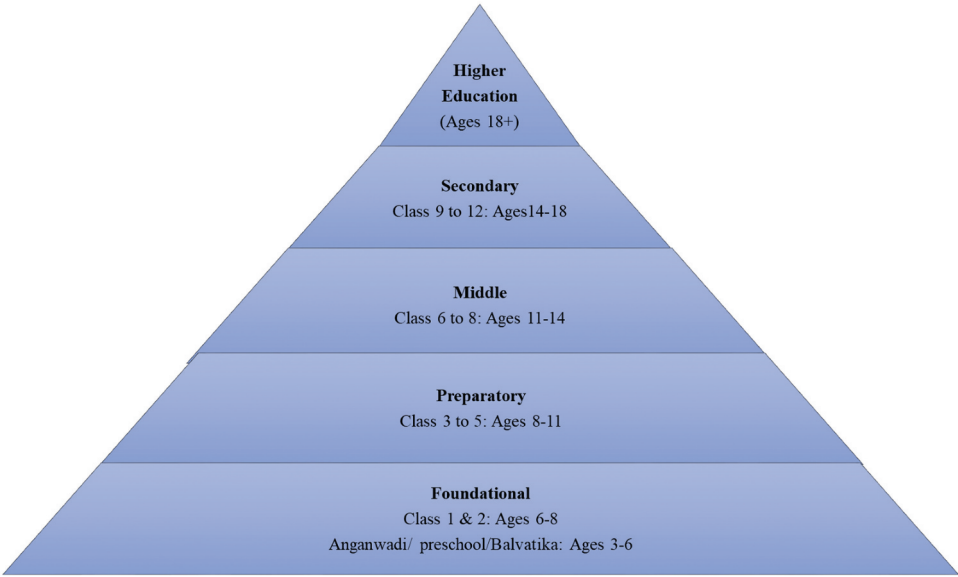 Higher
Education
(Ages 18+)
Secondary
Class 9 to 12: Ages14-18
Middle
Class 6 to 8: Ages 11-14
Preparatory
Class 3 to 5: Ages 8-11
Foundational
Class 1 & 2: Ages 6-8
Anganwadi/ preschool/Balvatika: Ages 3-6